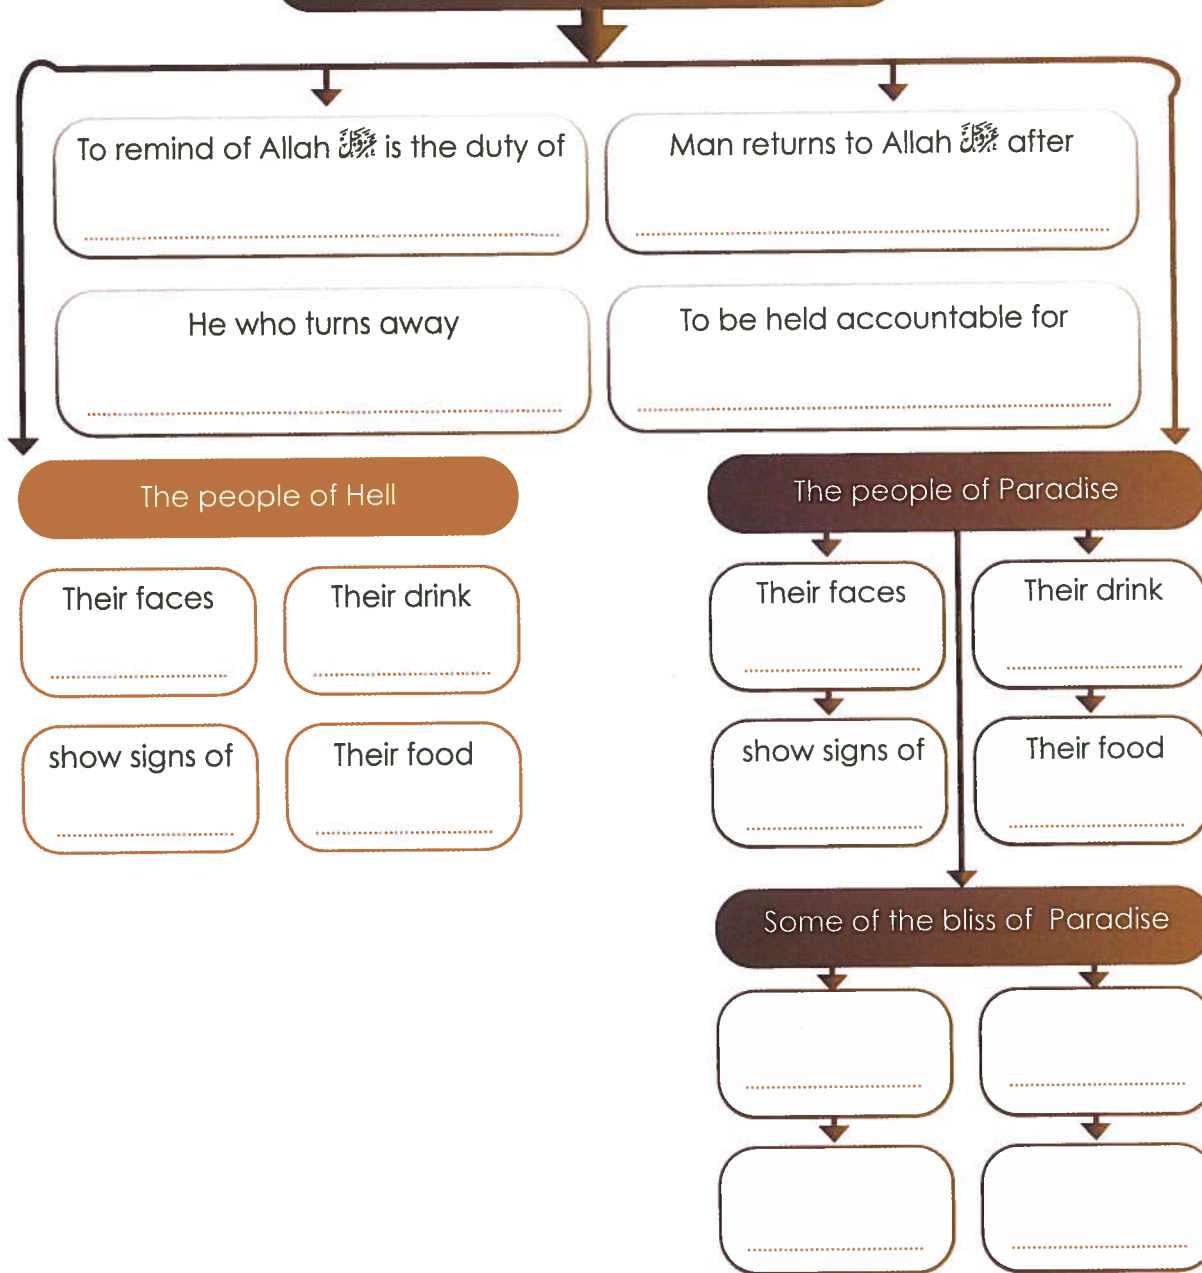 To remind of Allah ﷻ is the duty of
Man returns to Allah ﷻ after
He who turns away
To be held accountable for
The people of Hell
The people of Paradise
Their faces
Their drink
Their faces
Their drink
show signs of
Their food
show signs of
Their food
Some of the bliss of Paradise